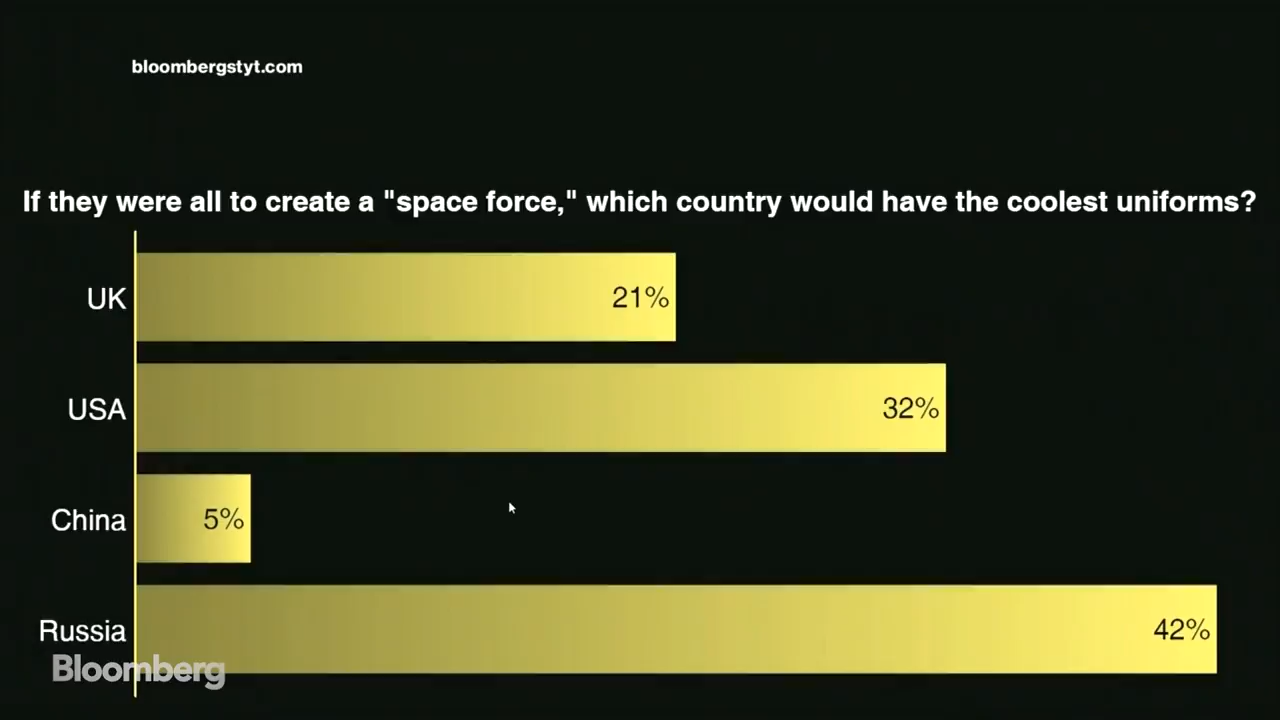 bloombergstyt.com
If they were all to create a "space force," which country would have the coolest uniforms?
UK 21%
USA 32%
China 5%
Russia 42%
Bloomberg